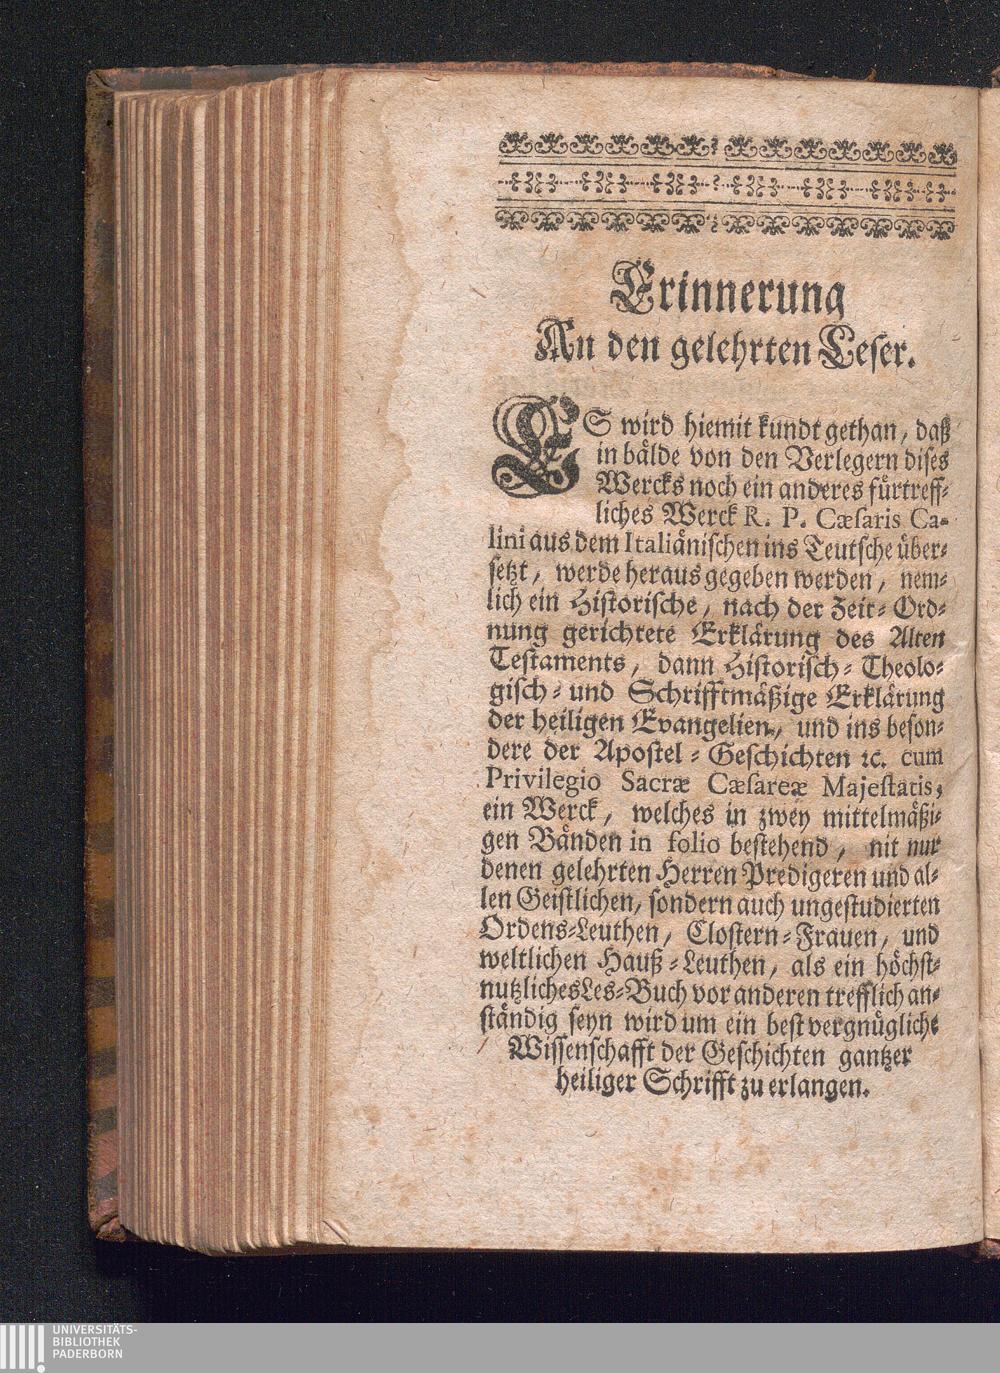 Erinnerung
An den gelehrten Leser.
ES wird hiemit kundt gethan, daß
in bälde von den Verlegern dises
Wercks noch ein anderes fürtreff-
liches Werck R. P. Cæsaris Ca-
lini aus dem Italiänischen ins Teutsche über-
setzt, werde heraus gegeben werden, nem-
lich ein Historische, nach der Zeit-Ord-
nung gerichtete Erklärung des Alten
Testaments, dann Historisch-Theolo-
gisch- und Schrifftmäßige Erklärung
der heiligen Evangelien, und ins beson-
dere der Apostel-Geschichten ꝛc. cum
Privilegio Sacræ Cæsareæ Majestatis,
ein Werck, welches in zwey mittelmäßi-
gen Bänden in folio bestehend, nit nur
denen gelehrten Herren Predigeren und al-
len Geistlichen, sondern auch ungestudierten
Ordens-Leuthen, Clostern-Frauen, und
weltlichen Hauß-Leuthen, als ein höchst-
nutzliches Les-Buch vor anderen trefflich an-
ständig seyn wird um ein best vergnügliche
Wissenschafft der Geschichten gantzer
heiliger Schrifft zu erlangen.
UNIVERSITÄTS-
BIBLIOTHEK
PADERBORN